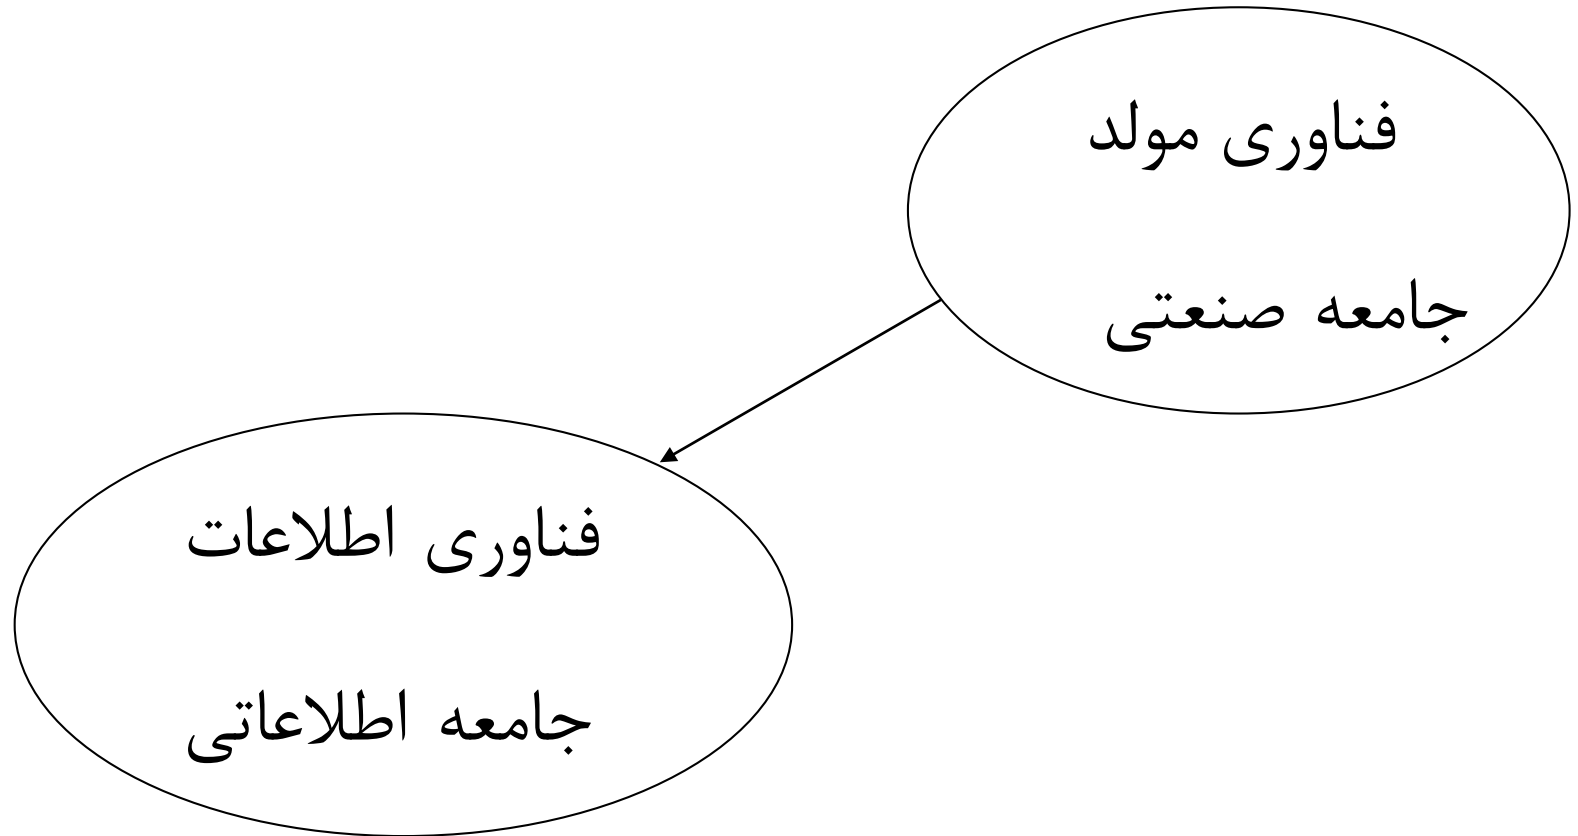 فناوری مولد
جامعه صنعتی
فناوری اطلاعات
جامعه اطلاعاتی